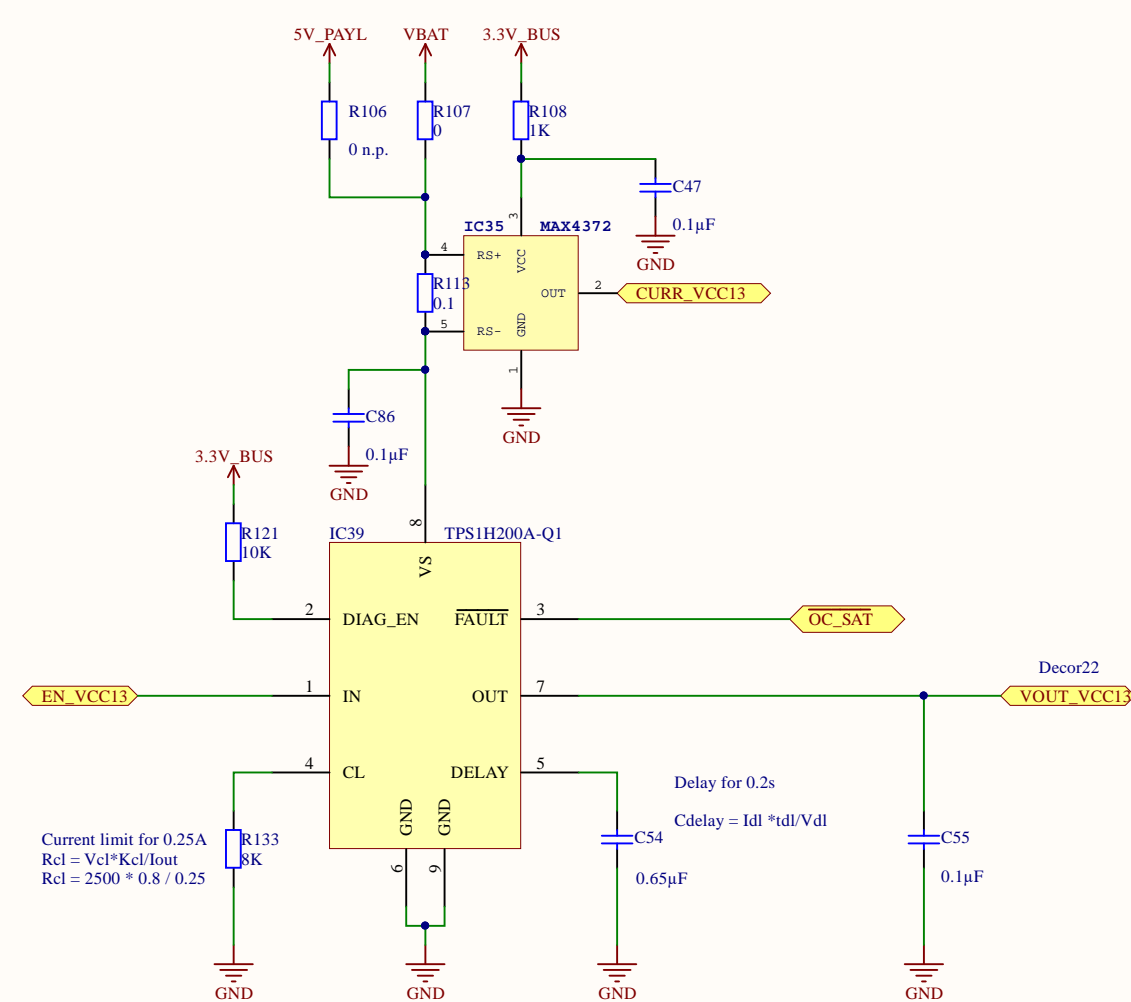 5V_PAYL
VBAT
3.3V_BUS
R106
0 n.p.
R107
0
R108
1K
C47
0.1µF
GND
IC35
MAX4372
3
VCC
4
RS+
R113
0.1
OUT
2
CURR_VCC13
5
RS-
GND
1
GND
C86
0.1µF
GND
3.3V_BUS
R121
10K
8
IC39
TPS1H200A-Q1
VS
2
DIAG_EN
FAULT
3
OC_SAT
EN_VCC13
1
IN
OUT
7
Decor22
VOUT_VCC13
4
CL
DELAY
5
GND
GND
6
9
Delay for 0.2s
Cdelay = Idl *tdl/Vdl
Current limit for 0.25A
Rcl = Vcl*Kcl/Iout
Rcl = 2500 * 0.8 / 0.25
R133
8K
C54
0.65µF
C55
0.1µF
GND
GND
GND
GND